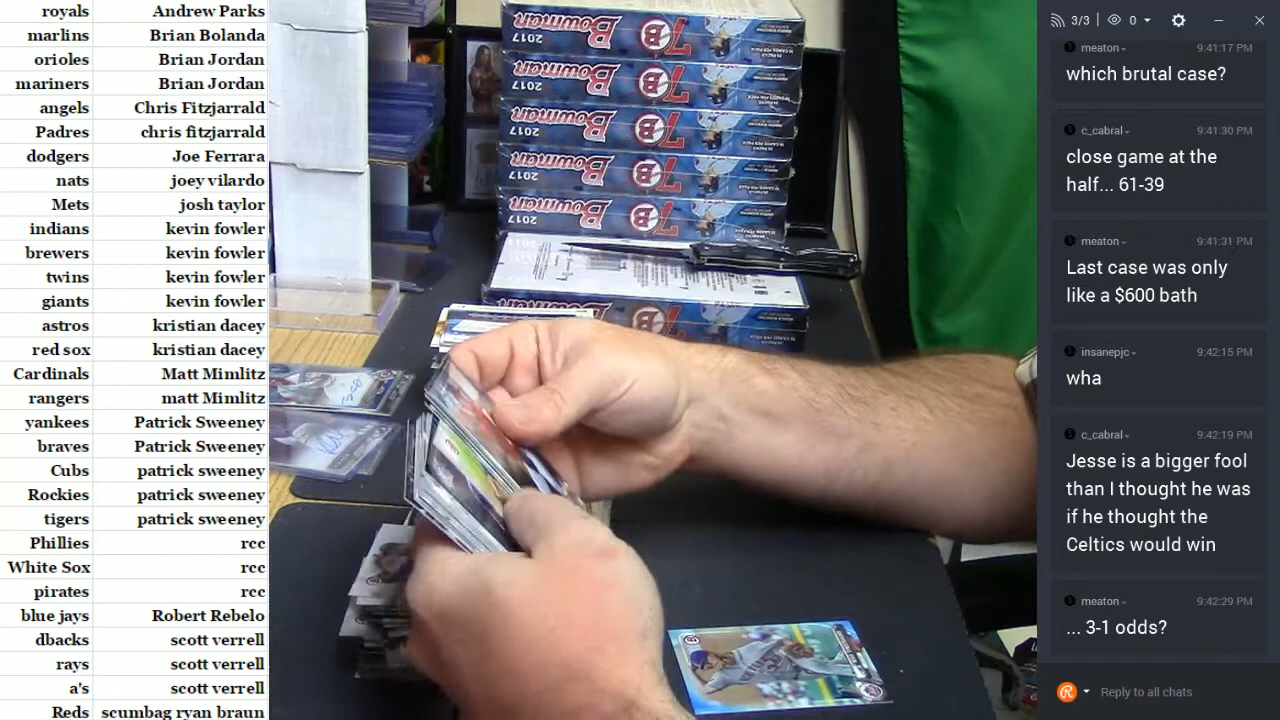 royals Andrew Parks
marlins Brian Bolanda
orioles Brian Jordan
mariners Brian Jordan
angels Chris Fitzjarrald
Padres chris fitzjarrald
dodgers Joe Ferrara
nats joey vilardo
Mets josh taylor
indians kevin fowler
brewers kevin fowler
twins kevin fowler
giants kevin fowler
astros kristian dacey
red sox kristian dacey
Cardinals Matt Mimlitz
rangers matt Mimlitz
yankees Patrick Sweeney
braves Patrick Sweeney
Cubs patrick sweeney
Rockies patrick sweeney
tigers patrick sweeney
Phillies rcc
White Sox rcc
pirates rcc
blue jays Robert Rebelo
dbacks scott verrell
rays scott verrell
a's scott verrell
Reds scumbag ryan braun
2017 Bowman 7B
2017 Bowman 7B
2017 Bowman 7B
2017 Bowman 7B
2017 Bowman 7B
Bowman
3/3 0
meaton 9:41:17 PM
which brutal case?
c_cabral 9:41:30 PM
close game at the
half... 61-39
meaton 9:41:31 PM
Last case was only
like a $600 bath
insanepjc 9:42:15 PM
wha
c_cabral 9:42:19 PM
Jesse is a bigger fool
than I thought he was
if he thought the
Celtics would win
meaton 9:42:29 PM
... 3-1 odds?
Reply to all chats